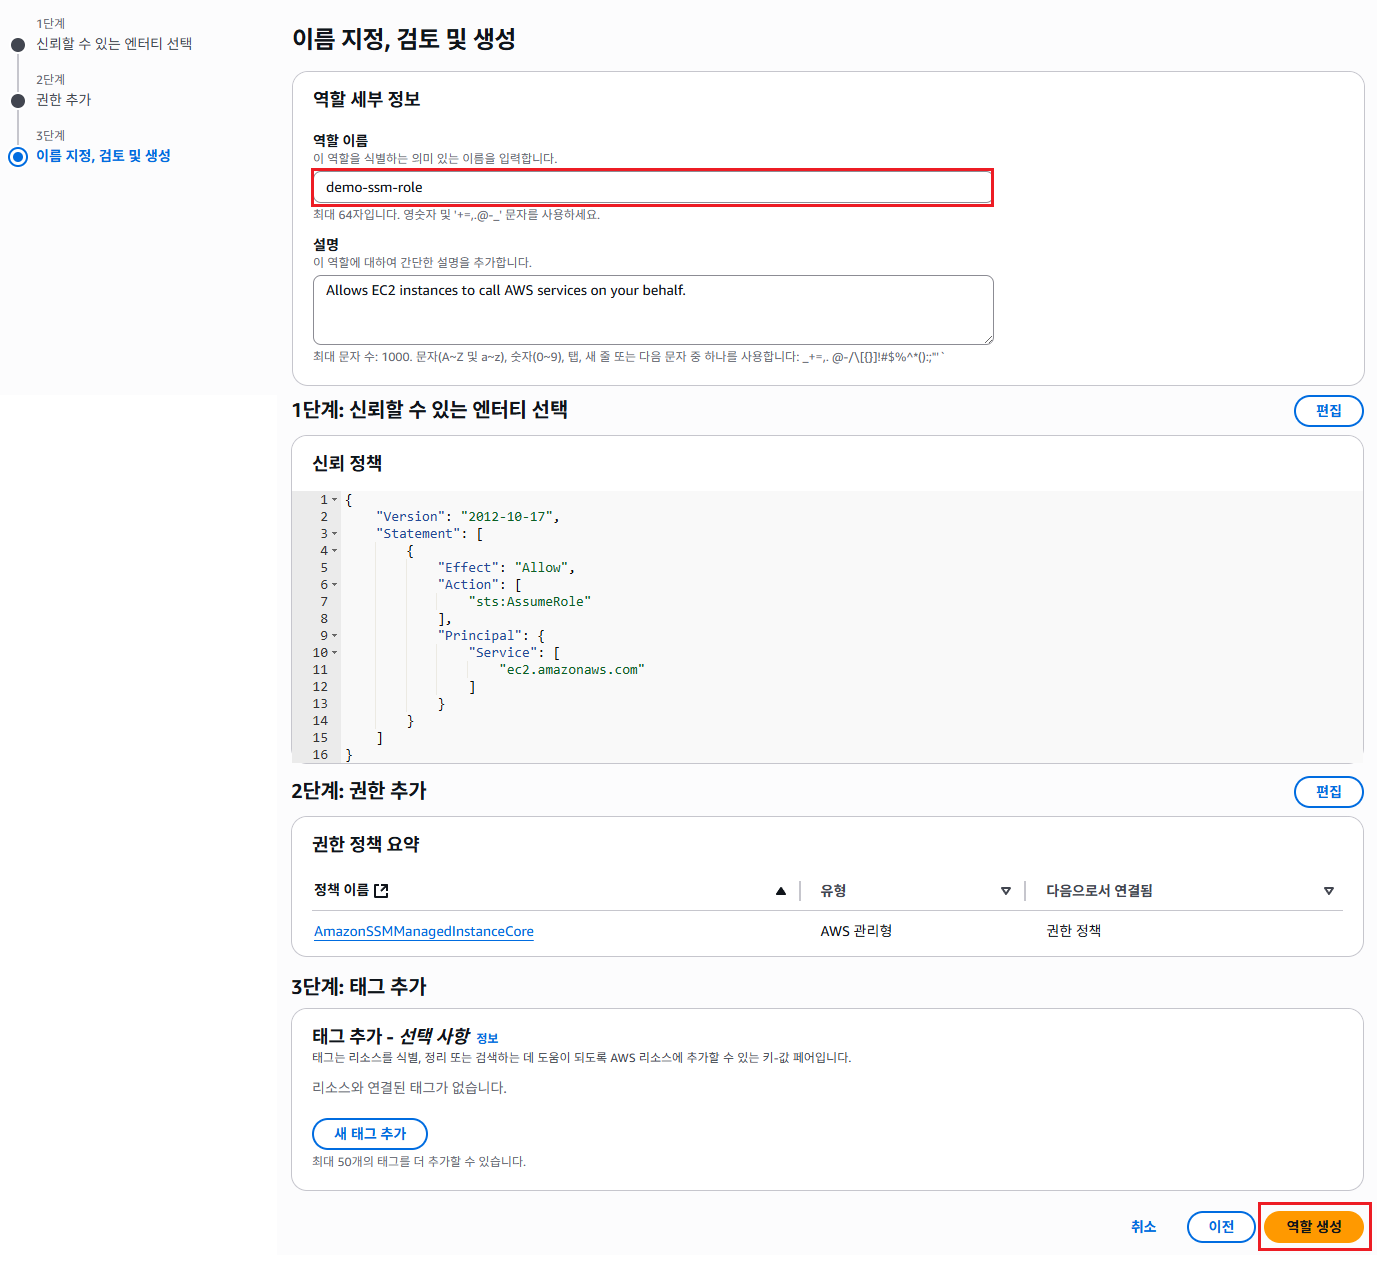 1단계
신뢰할 수 있는 엔터티 선택
2단계
권한 추가
3단계
이름 지정, 검토 및 생성
이름 지정, 검토 및 생성
역할 세부 정보
역할 이름
이 역할을 식별하는 의미 있는 이름을 입력합니다.
demo-ssm-role
최대 64자입니다. 영숫자 및 '+=,.@-_' 문자를 사용하세요.
설명
이 역할에 대하여 간단한 설명을 추가합니다.
Allows EC2 instances to call AWS services on your behalf.
최대 문자 수: 1000. 문자(A~Z 및 a~z), 숫자(0~9), 탭, 새 줄 또는 다음 문자 중 하나를 사용합니다: _+=,. @-/\[{}]!#$%^*();:"'`
1단계: 신뢰할 수 있는 엔터티 선택
편집
신뢰 정책
1 {
2 "Version": "2012-10-17",
3 "Statement": [
4 {
5 "Effect": "Allow",
6 "Action": [
7 "sts:AssumeRole"
8 ],
9 "Principal": {
10 "Service": [
11 "ec2.amazonaws.com"
12 ]
13 }
14 }
15 ]
16 }
2단계: 권한 추가
편집
권한 정책 요약
정책 이름 유형 다음으로서 연결됨
AmazonSSMManagedInstanceCore AWS 관리형 권한 정책
3단계: 태그 추가
태그 추가 - 선택 사항 정보
태그는 리소스를 식별, 정리 또는 검색하는 데 도움이 되도록 AWS 리소스에 추가할 수 있는 키-값 페어입니다.
리소스와 연결된 태그가 없습니다.
새 태그 추가
최대 50개의 태그를 더 추가할 수 있습니다.
취소 이전 역할 생성